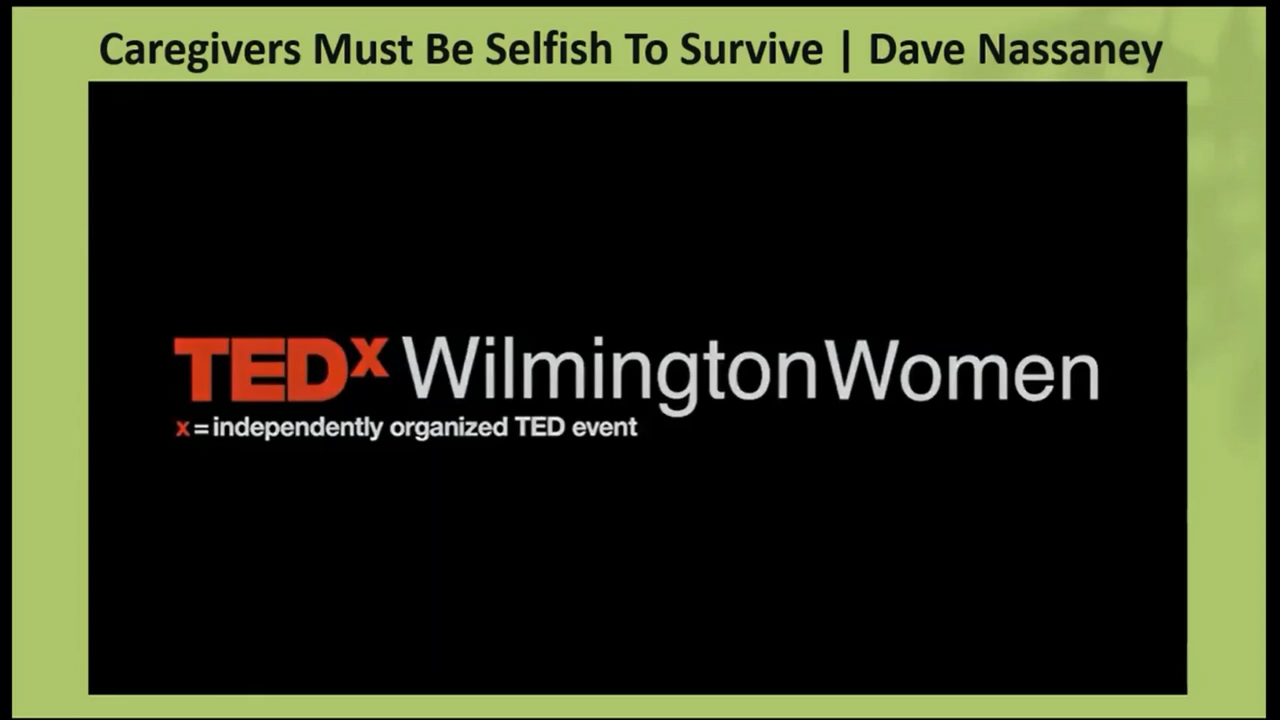 Caregivers Must Be Selfish To Survive | Dave Nassaney
TEDx WilmingtonWomen
x = independently organized TED event